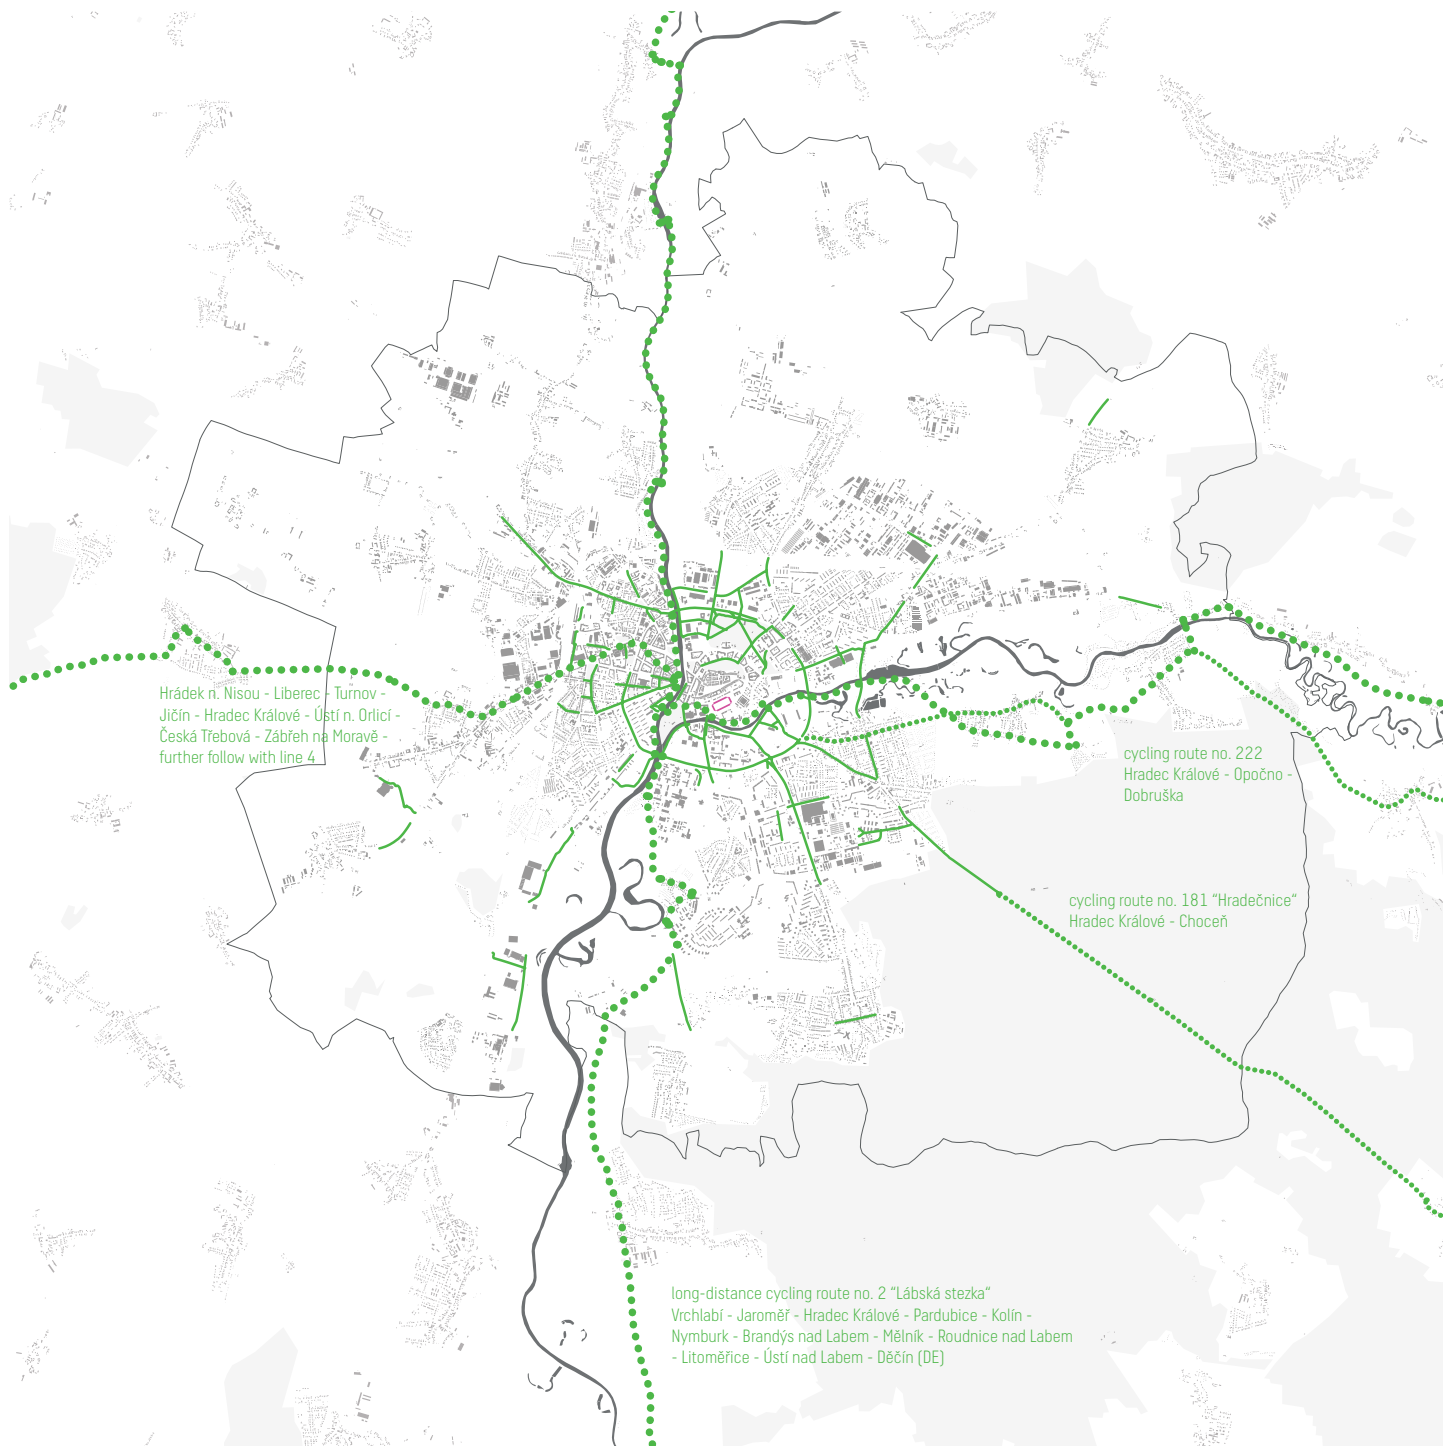 Hrádek n. Nisou - Liberec - Turnov -
Jičín - Hradec Králové - Ústí n. Orlicí -
Česká Třebová - Zábřeh na Moravě -
further follow with line 4
cycling route no. 222
Hradec Králové - Opočno -
Dobruška
cycling route no. 181 "Hradečnice"
Hradec Králové - Choceň
long-distance cycling route no. 2 "Lábská stezka"
Vrchlabí - Jaroměř - Hradec Králové - Pardubice - Kolín -
Nymburk - Brandýs nad Labem - Mělník - Roudnice nad Labem
- Litoměřice - Ústí nad Labem - Děčín (DE)